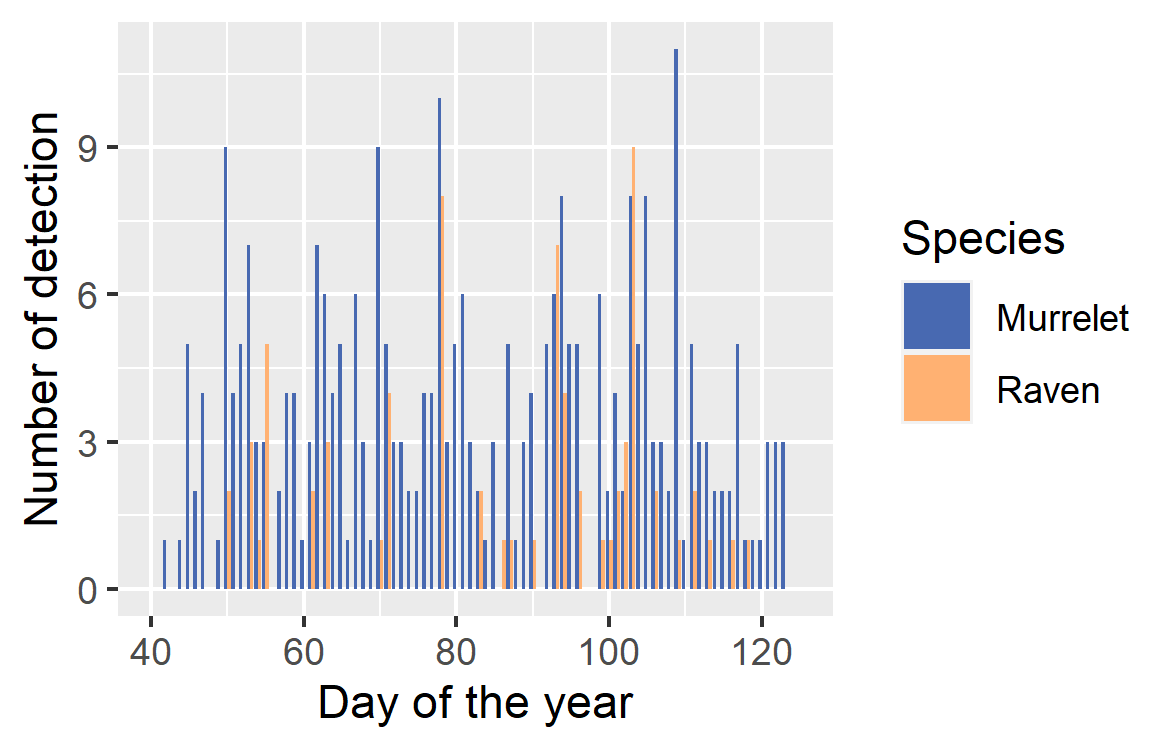 Number of detection
9
6
3
0
40 60 80 100 120
Day of the year
Species
Murrelet
Raven